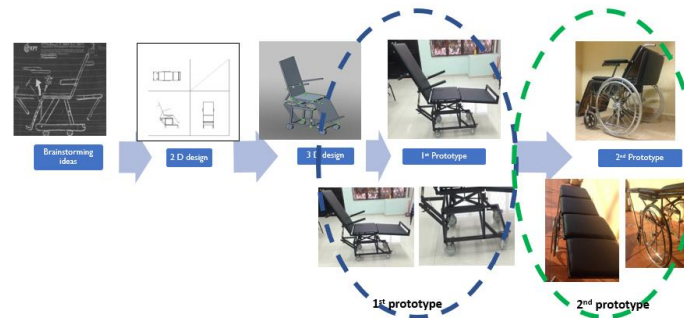 Brainstorming
ideas
2 D design
3 D design
1st Prototype
2nd Prototype
1st prototype
2nd prototype